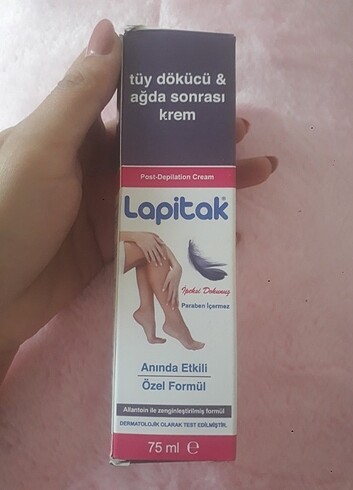 tüy dökücü &
ağda sonrası
krem
Post-Depilation Cream
Lapitak
İpeksi Dokunuş
Paraben İçermez
Anında Etkili
Özel Formül
Allantoin ile zenginleştirilmiş formül
DERMATOLOJİK OLARAK TEST EDİLMİŞTİR.
75 ml e